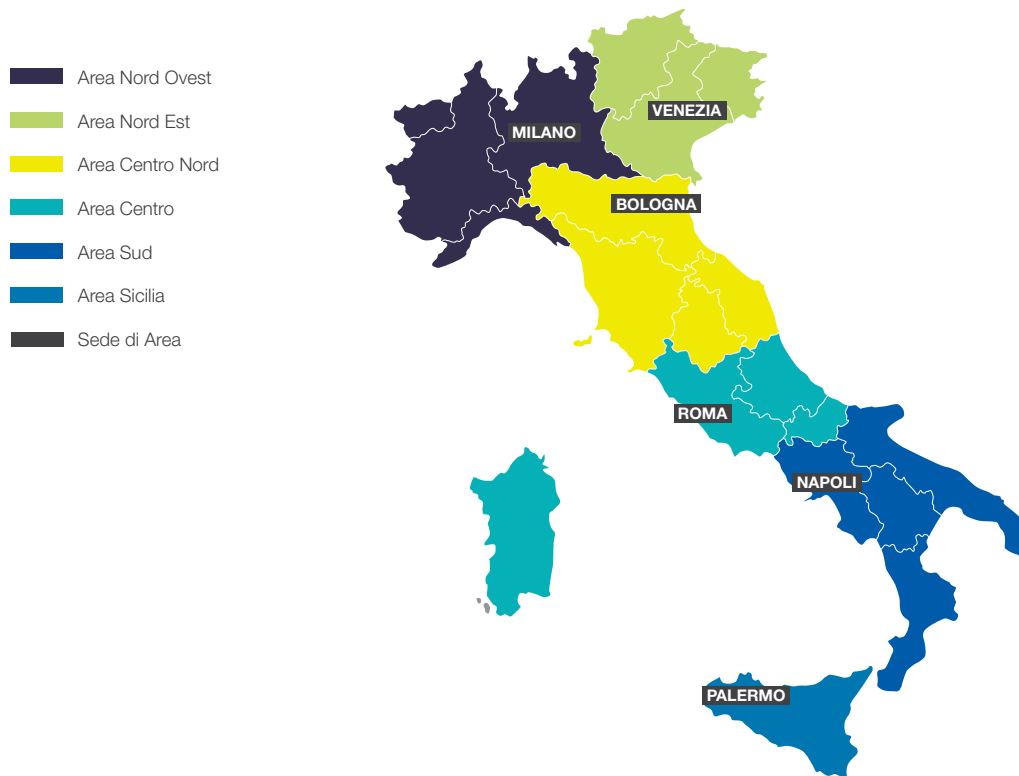 Area Nord Ovest
Area Nord Est
Area Centro Nord
Area Centro
Area Sud
Area Sicilia
Sede di Area
VENEZIA
MILANO
BOLOGNA
ROMA
NAPOLI
PALERMO